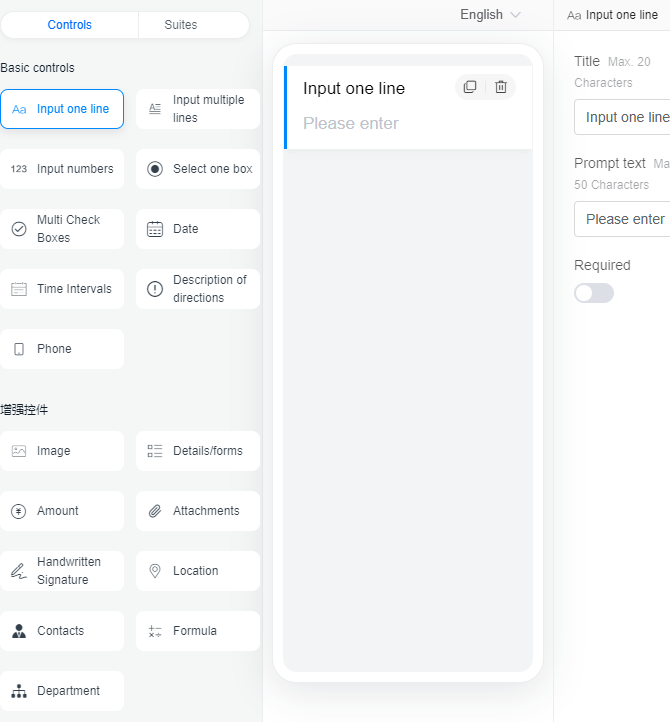 Controls
Suites
Basic controls
Aa Input one line
Input multiple
lines
123 Input numbers
Select one box
Multi Check
Boxes
Date
Time Intervals
Description of
directions
Phone
增强控件
Image
Details/forms
¥ Amount
Attachments
Handwritten
Signature
Location
Contacts
Formula
Department
English
Input one line
Please enter
Aa Input one line
Title Max. 20
Characters
Input one line
Prompt text Ma
50 Characters
Please enter
Required